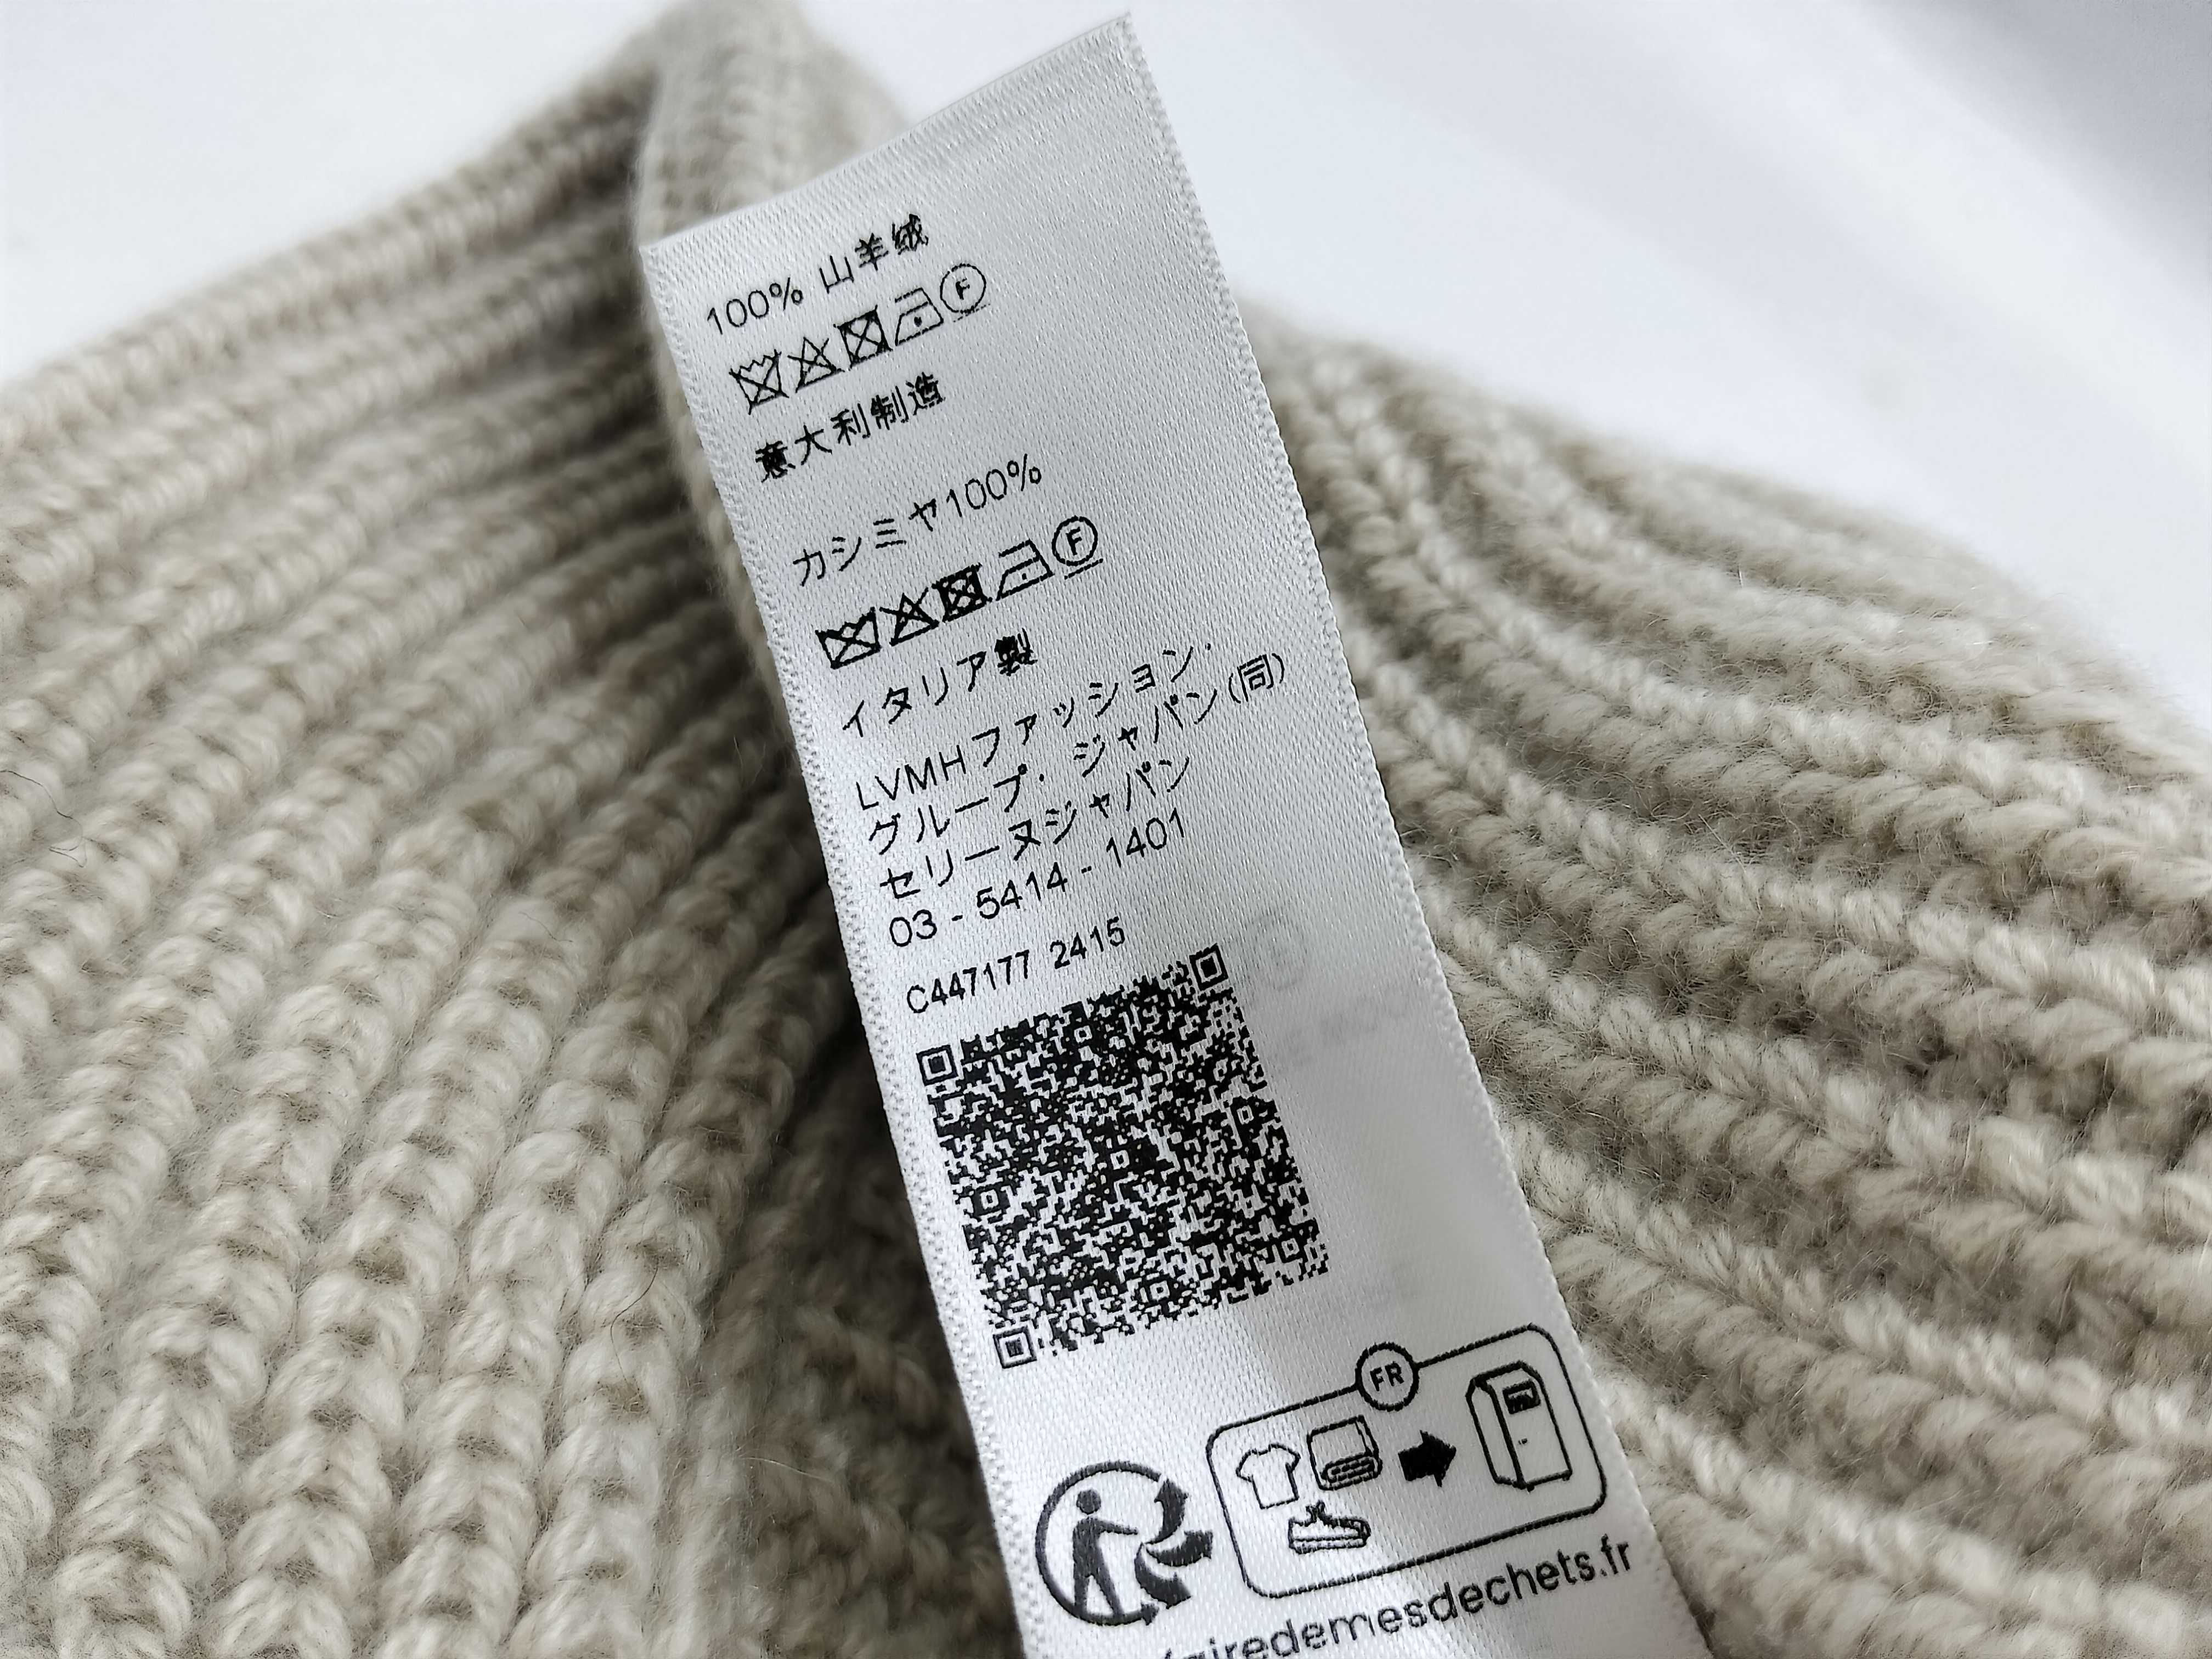 100% 山羊绒
F
意大利制造
カシミヤ100%
F
イタリア製
LVMHファッション・
グループ・ジャパン(同)
セリーヌジャパン
03 - 5414 - 1401
C447177 2415
FR
airedemesdechets.fr